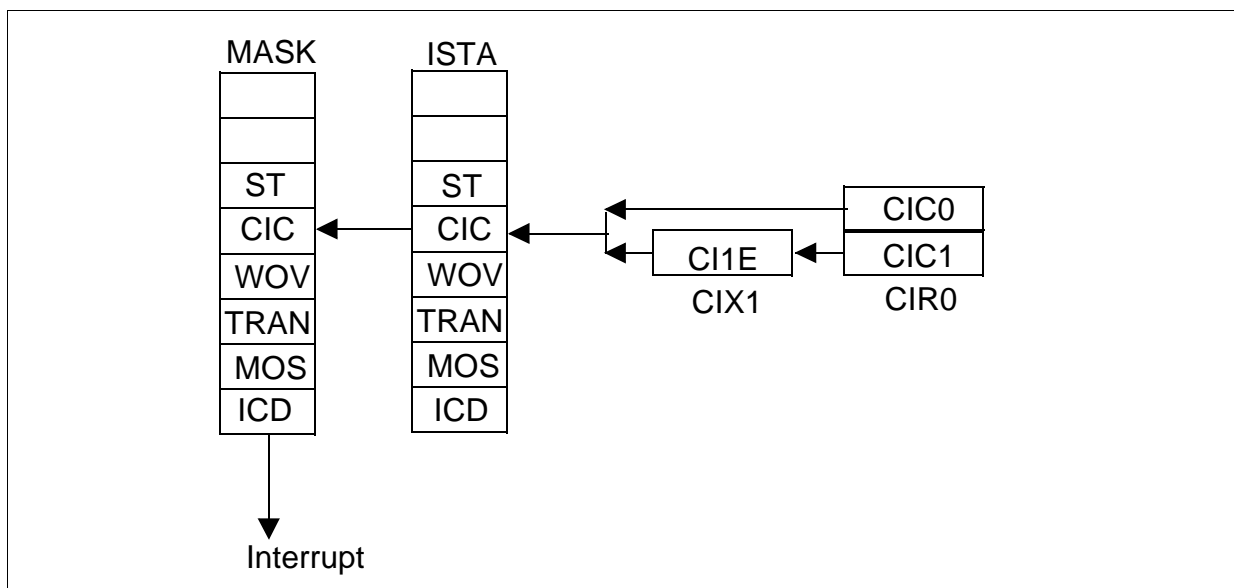 MASK ISTA
ST ST
CIC0
CIC CIC
CI1E CIC1
WOV WOV
CIX1 CIR0
TRAN TRAN
MOS MOS
ICD ICD
Interrupt